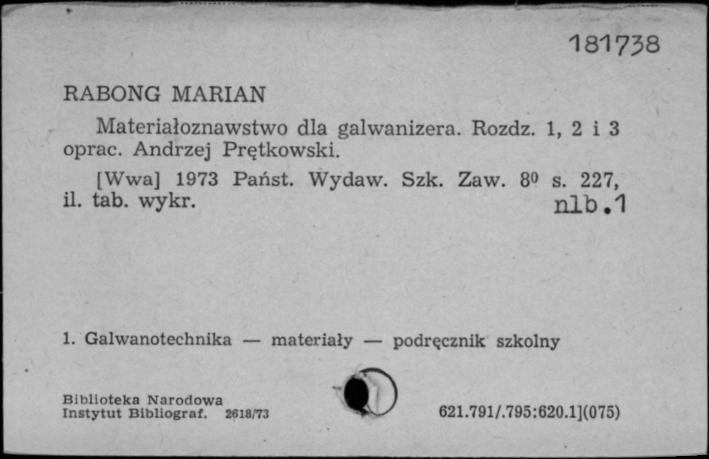 181738
RABONG MARIAN
Materiałoznawstwo dla galwanizera. Rozdz. 1, 2 i 3
oprac. Andrzej Prętkowski.
[Wwa] 1973 Państ. Wydaw. Szk. Zaw. 8⁰ s. 227,
il. tab. wykr. nlb.1
1. Galwanotechnika — materiały — podręcznik szkolny
Biblioteka Narodowa
Instytut Bibliograf. 2618/73 621.791/.795:620.1](075)